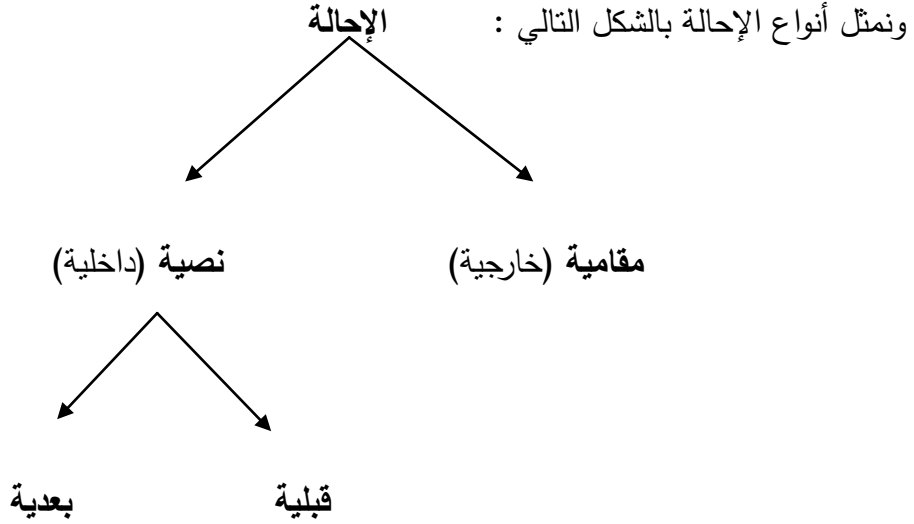 ونمثل أنواع الإحالة بالشكل التالي : الإحالة
مقامية (خارجية) نصية (داخلية)
قبلية بعدية